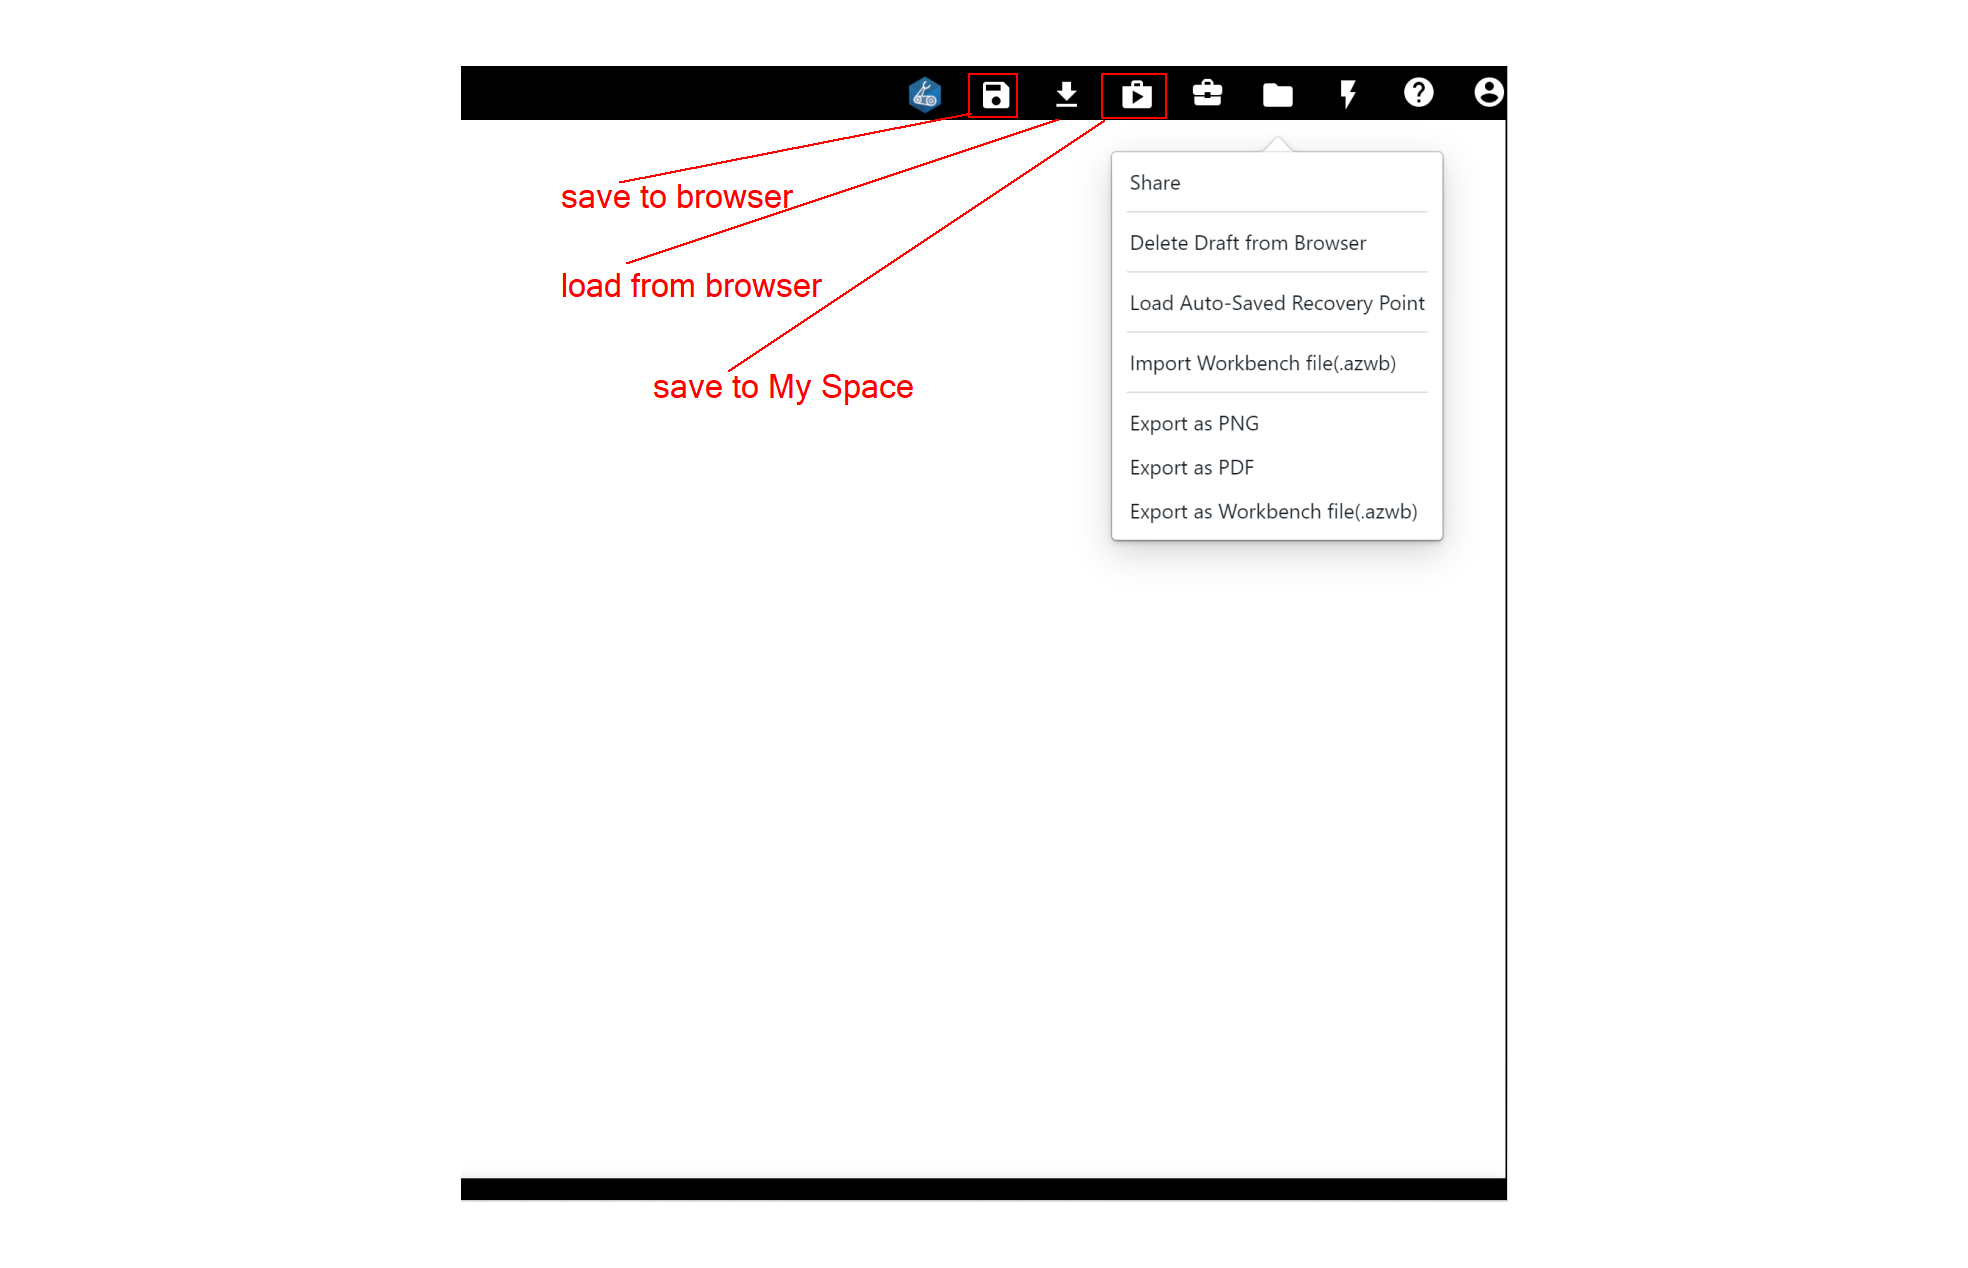 save to browser
load from browser
save to My Space
Share
Delete Draft from Browser
Load Auto-Saved Recovery Point
Import Workbench file(.azwb)
Export as PNG
Export as PDF
Export as Workbench file(.azwb)